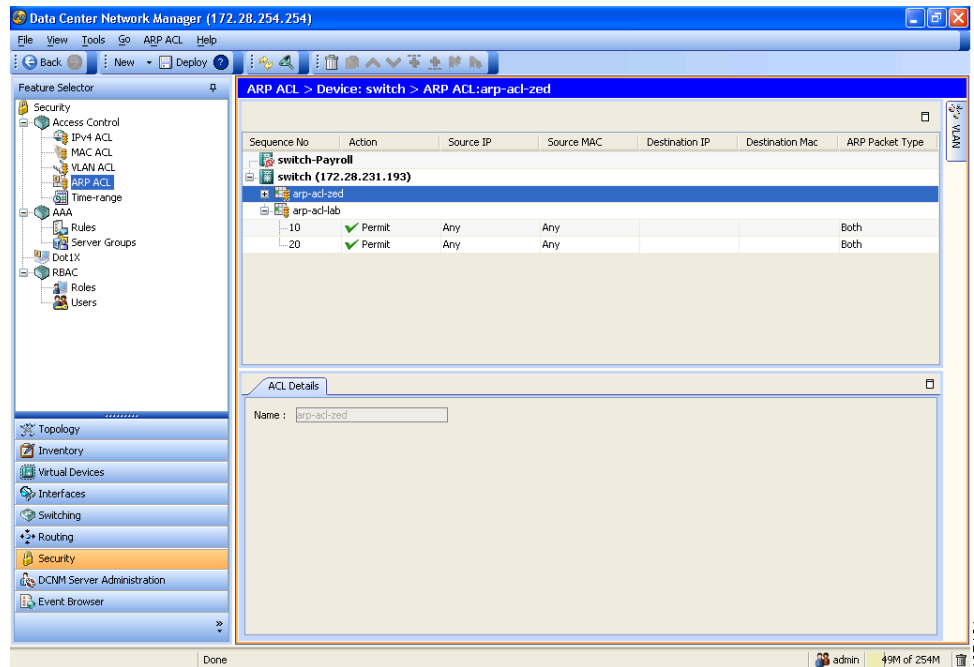 Data Center Network Manager (172.28.254.254)
File View Tools Go ARP ACL Help
Back New Deploy
Feature Selector
Security
Access Control
IPv4 ACL
MAC ACL
VLAN ACL
ARP ACL
Time-range
AAA
Rules
Server Groups
Dot1X
RBAC
Roles
Users
Topology
Inventory
Virtual Devices
Interfaces
Switching
Routing
Security
DCNM Server Administration
Event Browser
ARP ACL > Device: switch > ARP ACL:arp-acl-zed
Sequence No Action Source IP Source MAC Destination IP Destination Mac ARP Packet Type
switch-Payroll
switch (172.28.231.193)
arp-acl-zed
arp-acl-lab
10 Permit Any Any Both
20 Permit Any Any Both
VLAN
ACL Details
Name : arp-acl-zed
Done admin 49M of 254M